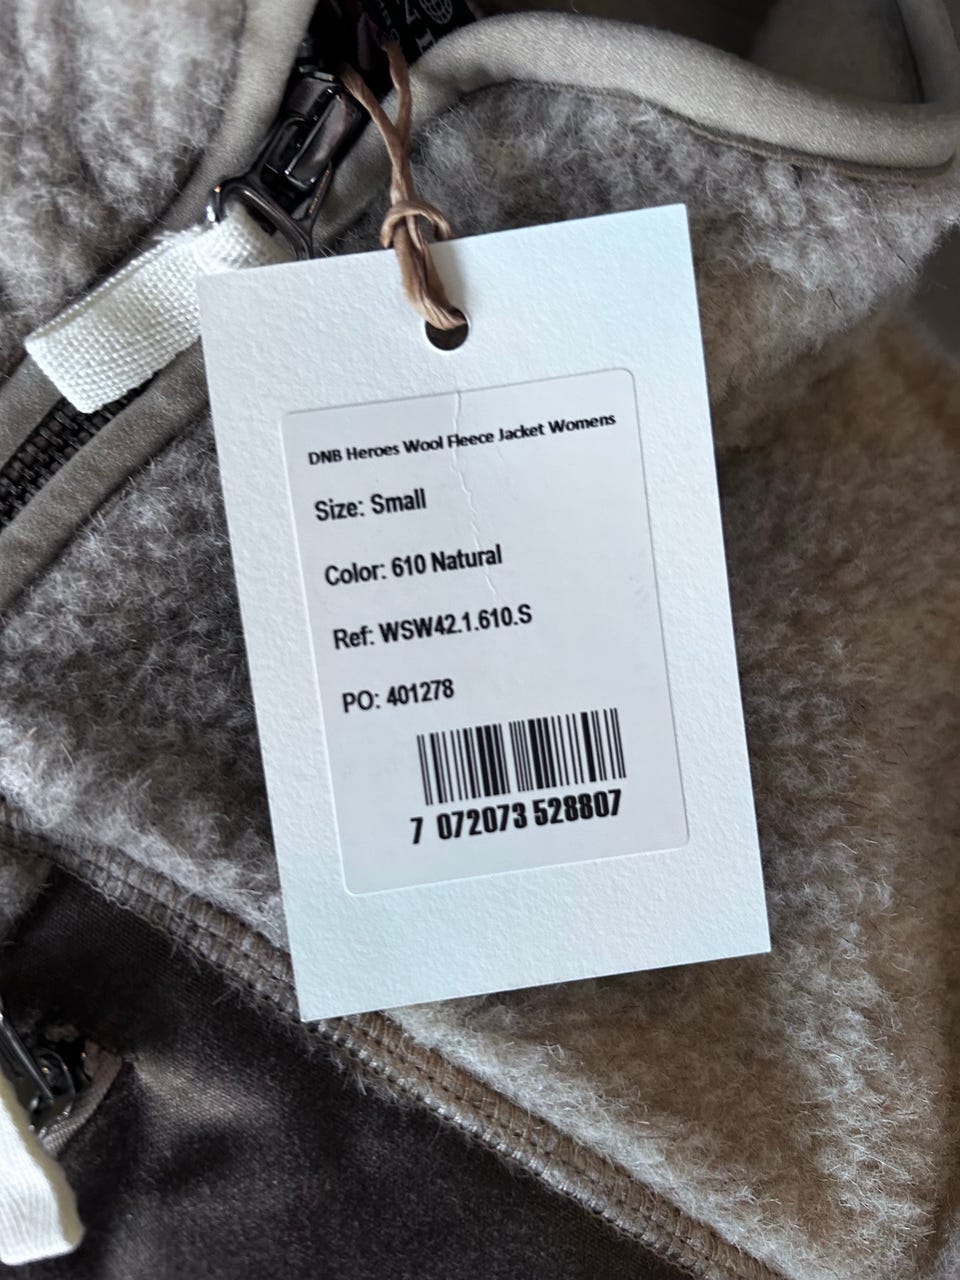 DNB Heroes Wool Fleece Jacket Womens
Size: Small
Color: 610 Natural
Ref: WSW42.1.610.S
PO: 401278
7 072073 528807